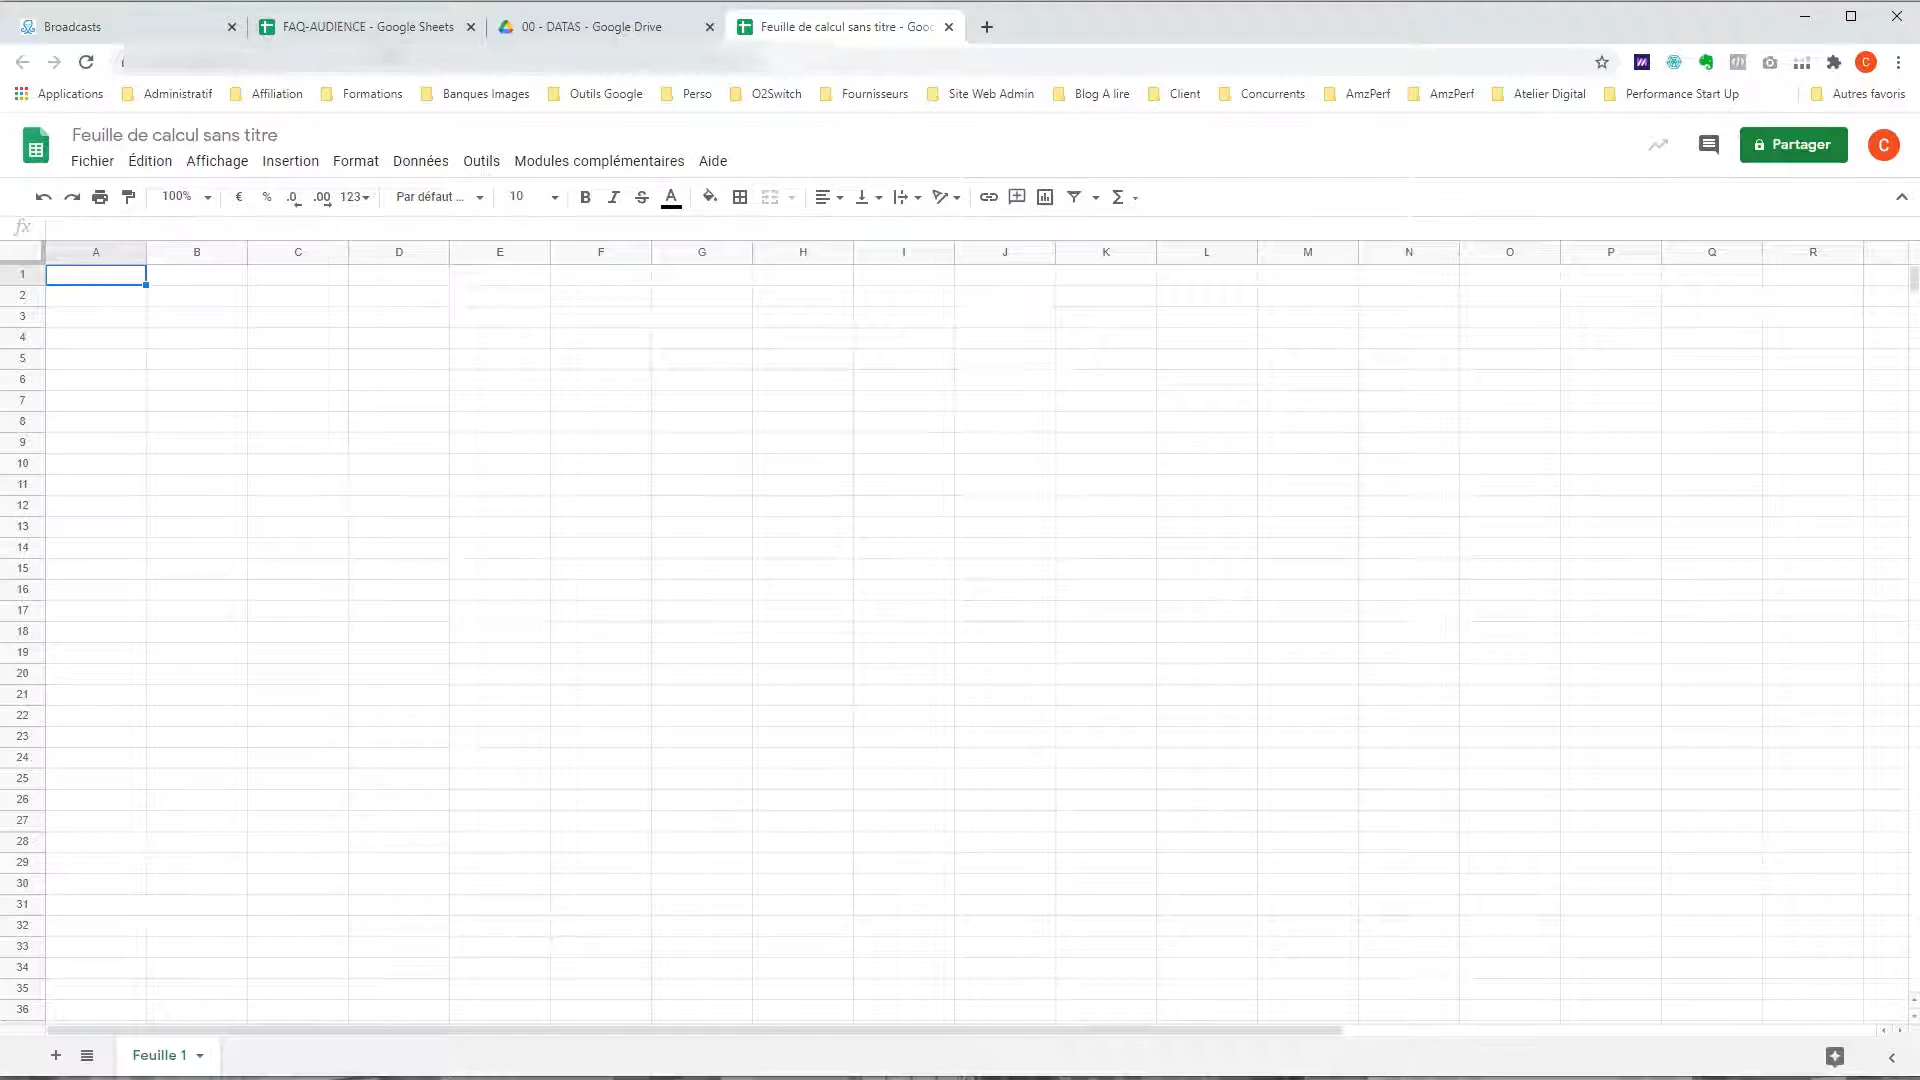 Broadcasts
FAQ-AUDIENCE - Google Sheets
00 - DATAS - Google Drive
Feuille de calcul sans titre - Goog
Applications Administratif Affiliation Formations Banques Images Outils Google Perso O2Switch Fournisseurs Site Web Admin Blog A lire Client Concurrents AmzPerf AmzPerf Atelier Digital Performance Start Up Autres favoris
Feuille de calcul sans titre
Fichier Édition Affichage Insertion Format Données Outils Modules complémentaires Aide
Partager
C
C
100% € % .0 .00 123 Par défaut ... 10 B I S A Σ
fx
A B C D E F G H I J K L M N O P Q R
1
2
3
4
5
6
7
8
9
10
11
12
13
14
15
16
17
18
19
20
21
22
23
24
25
26
27
28
29
30
31
32
33
34
35
36
Feuille 1